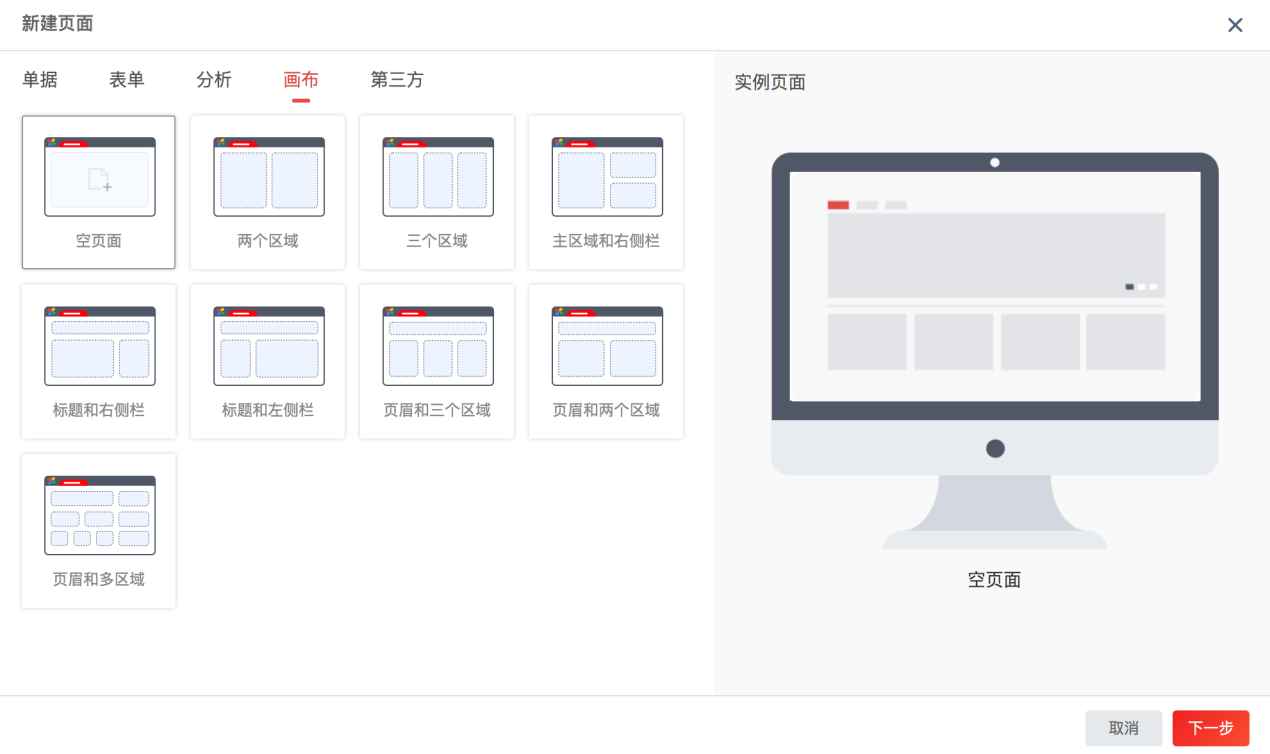 新建页面
单据 表单 分析 画布 第三方
实例页面
空页面 两个区域 三个区域 主区域和右侧栏
标题和右侧栏 标题和左侧栏 页眉和三个区域 页眉和两个区域
页眉和多区域
空页面
取消 下一步